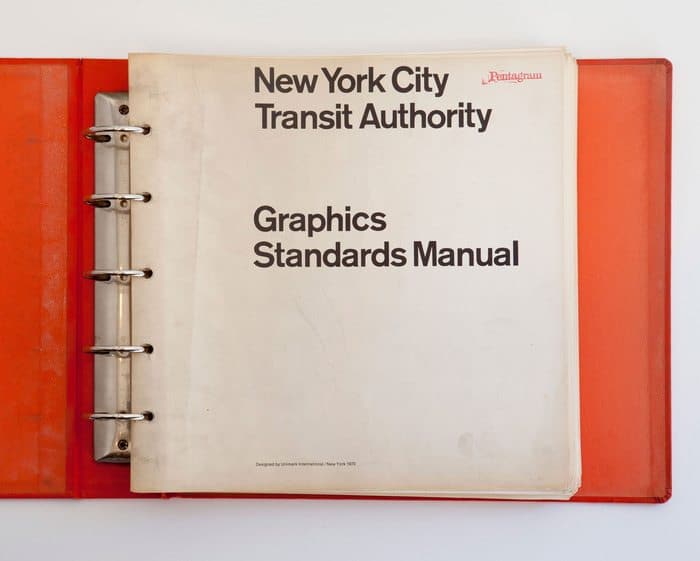 New York City
Transit Authority
Pentagram
Graphics
Standards Manual
Designed by Unimark International / New York 1970